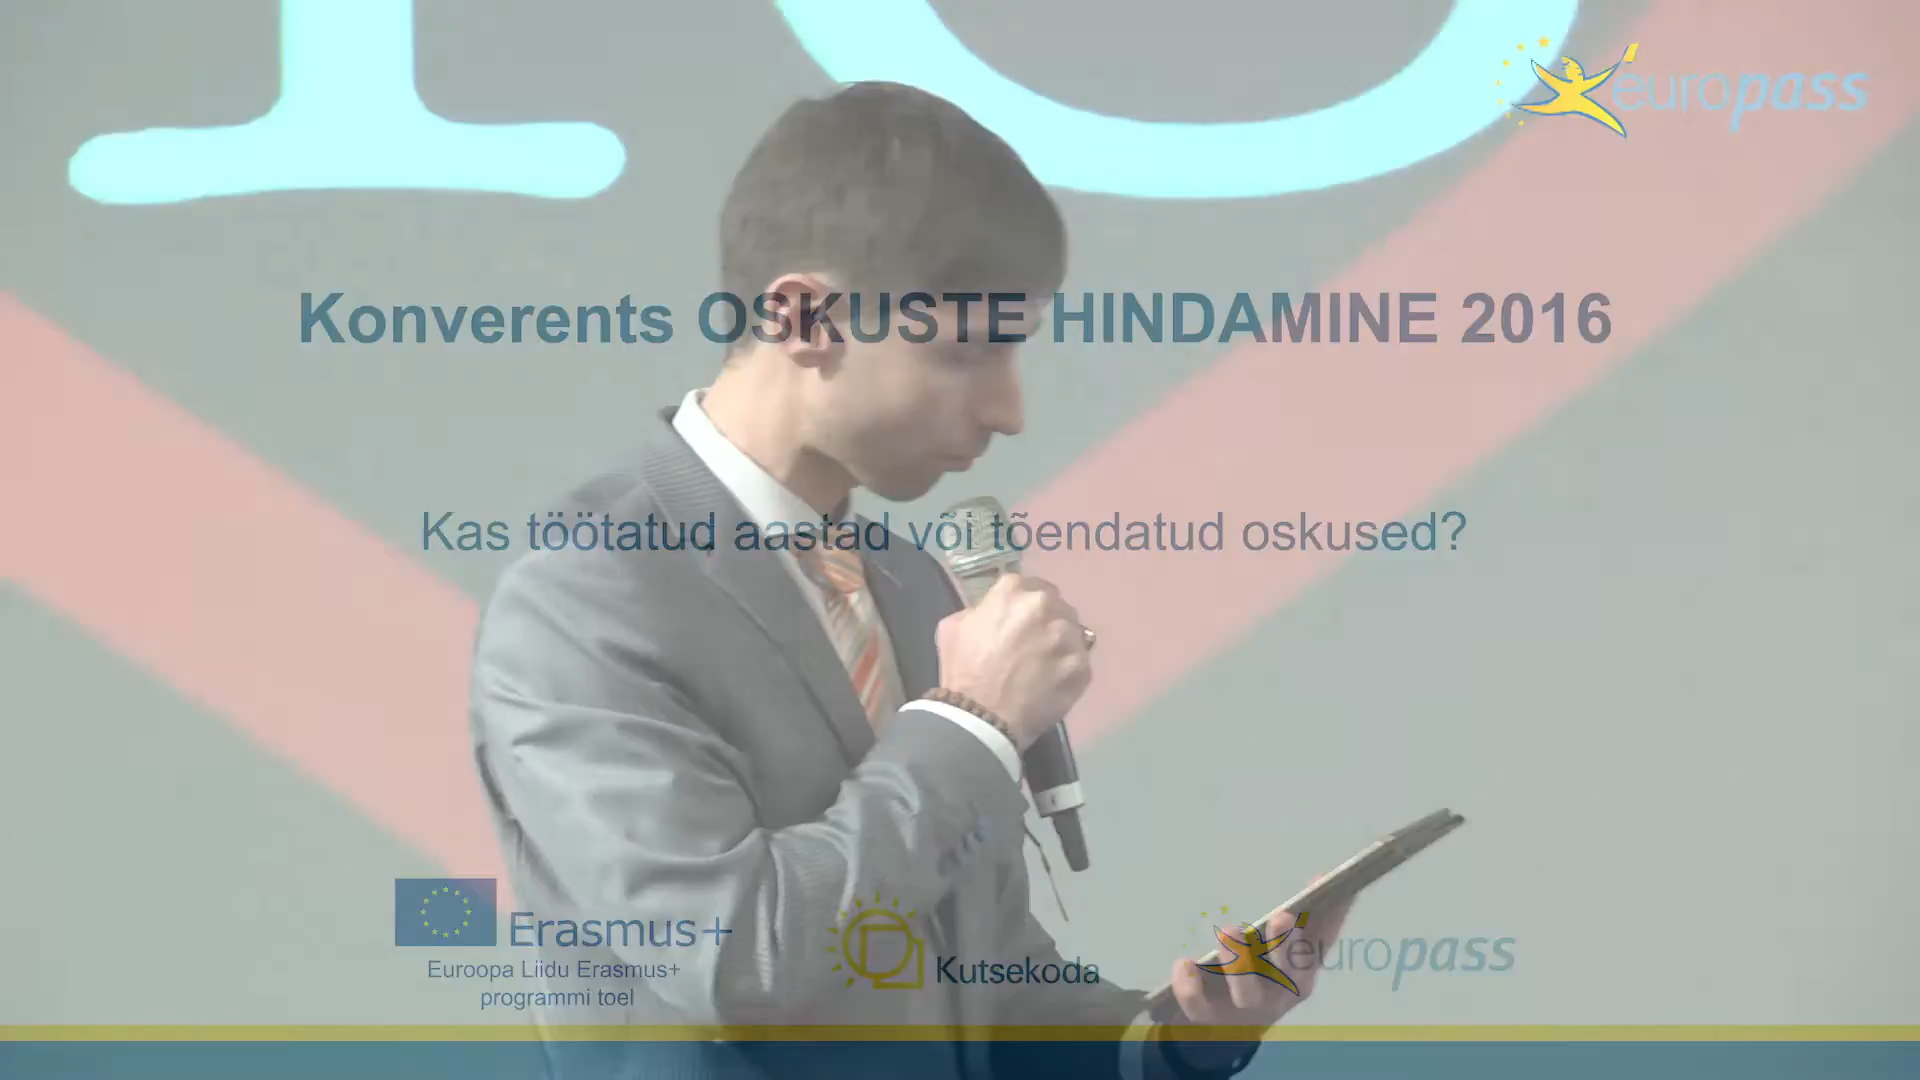 europass
Konverents OSKUSTE HINDAMINE 2016
Kas töötatud aastad või tõendatud oskused?
Erasmus+
Euroopa Liidu Erasmus+
programmi toel
Kutsekoda
europass